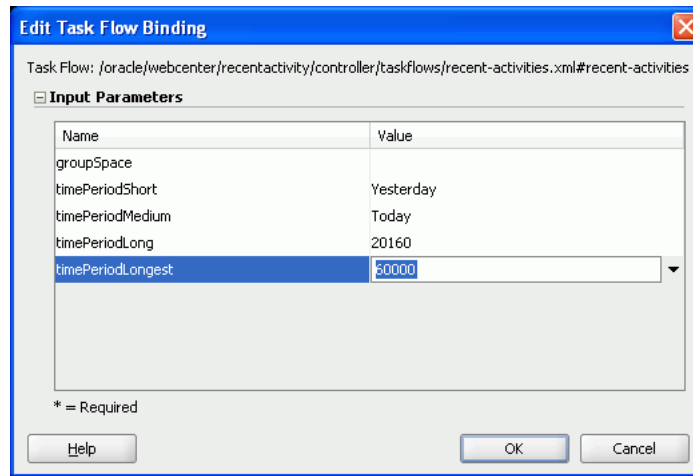 Edit Task Flow Binding
Task Flow: /oracle/webcenter/recentactivity/controller/taskflows/recent-activities.xml#recent-activities
Input Parameters
Name Value
groupSpace
timePeriodShort Yesterday
timePeriodMedium Today
timePeriodLong 20160
timePeriodLongest 60000
* = Required
Help OK Cancel